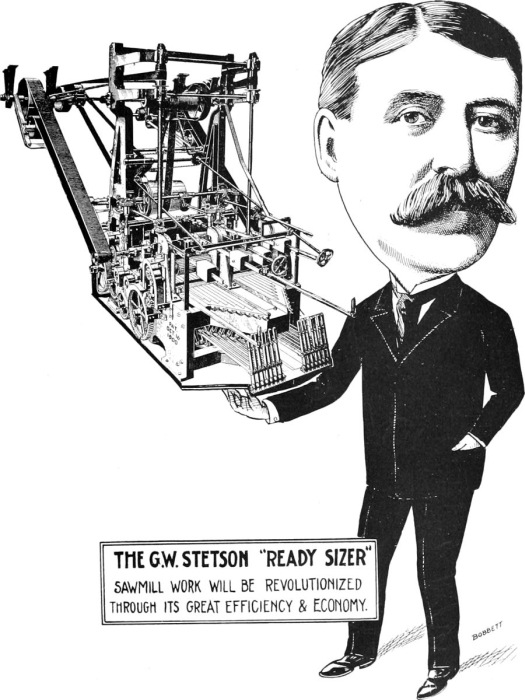 THE G.W. STETSON "READY SIZER"
SAWMILL WORK WILL BE REVOLUTIONIZED
THROUGH ITS GREAT EFFICIENCY & ECONOMY.
BOBBETT